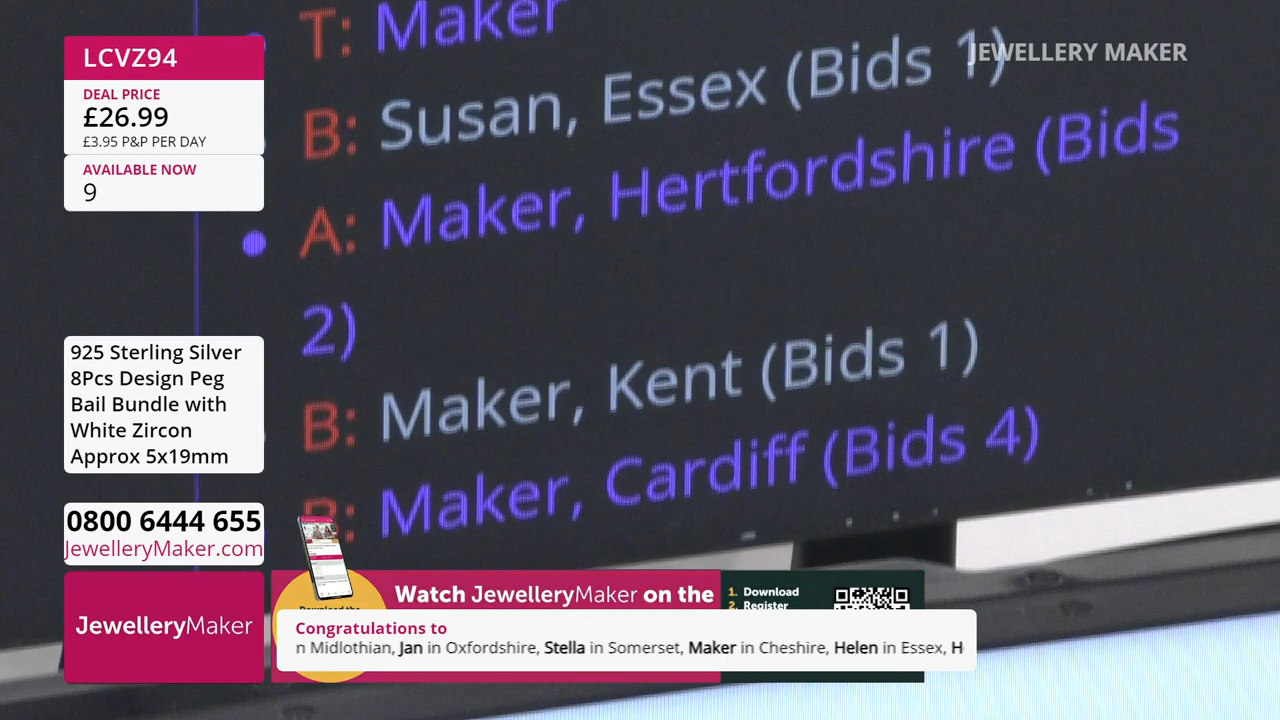 LCVZ94
DEAL PRICE
£26.99
£3.95 P&P PER DAY
AVAILABLE NOW
9
JEWELLERY MAKER
T: Maker
B: Susan, Essex (Bids 1)
A: Maker, Hertfordshire (Bids
2)
B: Maker, Kent (Bids 1)
B: Maker, Cardiff (Bids 4)
925 Sterling Silver
8Pcs Design Peg
Bail Bundle with
White Zircon
Approx 5x19mm
0800 6444 655
JewelleryMaker.com
JewelleryMaker
Watch JewelleryMaker on the
1. Download
2. Register
Download the
Congratulations to
n Midlothian, Jan in Oxfordshire, Stella in Somerset, Maker in Cheshire, Helen in Essex, H